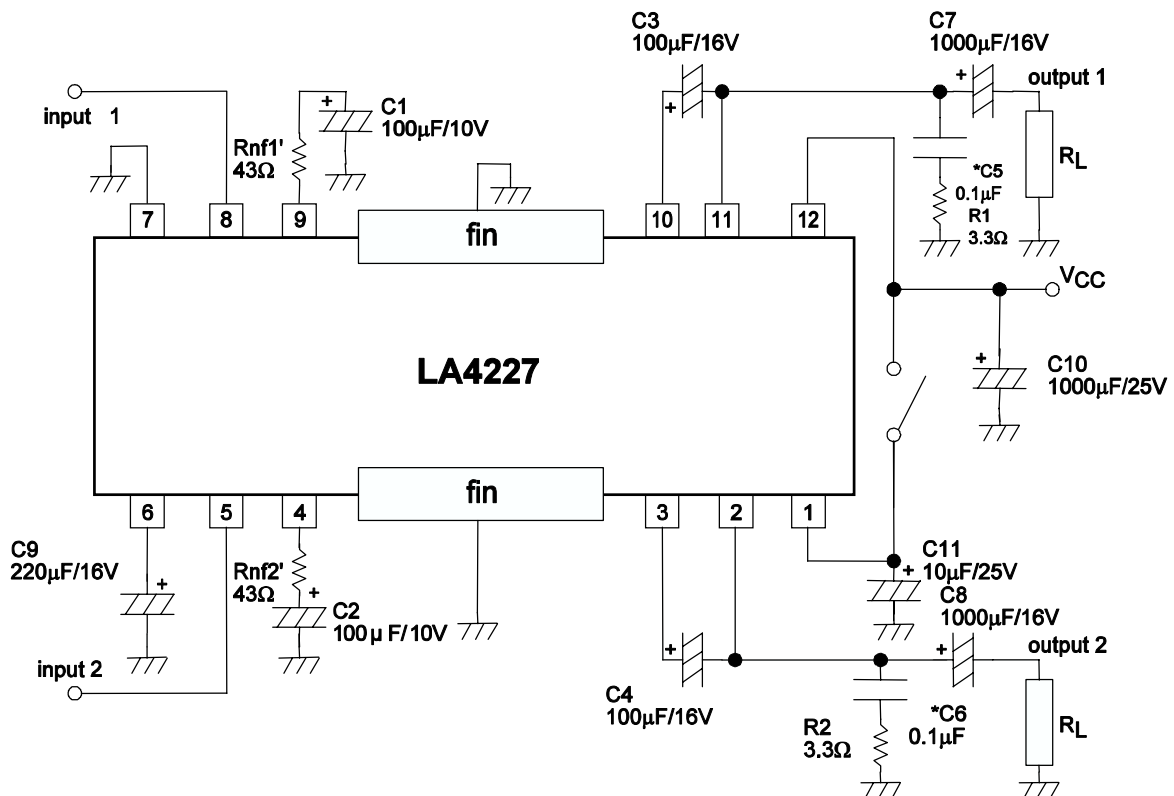 C3
100µF/16V
C7
1000µF/16V
output 1
+
+
+
input 1
C1
100µF/10V
Rnf1'
43Ω
*C5
0.1µF
R1
3.3Ω
RL
7
8
9
fin
10
11
12
VCC
LA4227
+
C10
1000µF/25V
fin
6
5
4
3
2
1
C9
220µF/16V
+
Rnf2'
43Ω
+
C2
100µF/10V
+
C11
10µF/25V
C8
1000µF/16V
input 2
+
+
output 2
C4
100µF/16V
R2
3.3Ω
*C6
0.1µF
RL